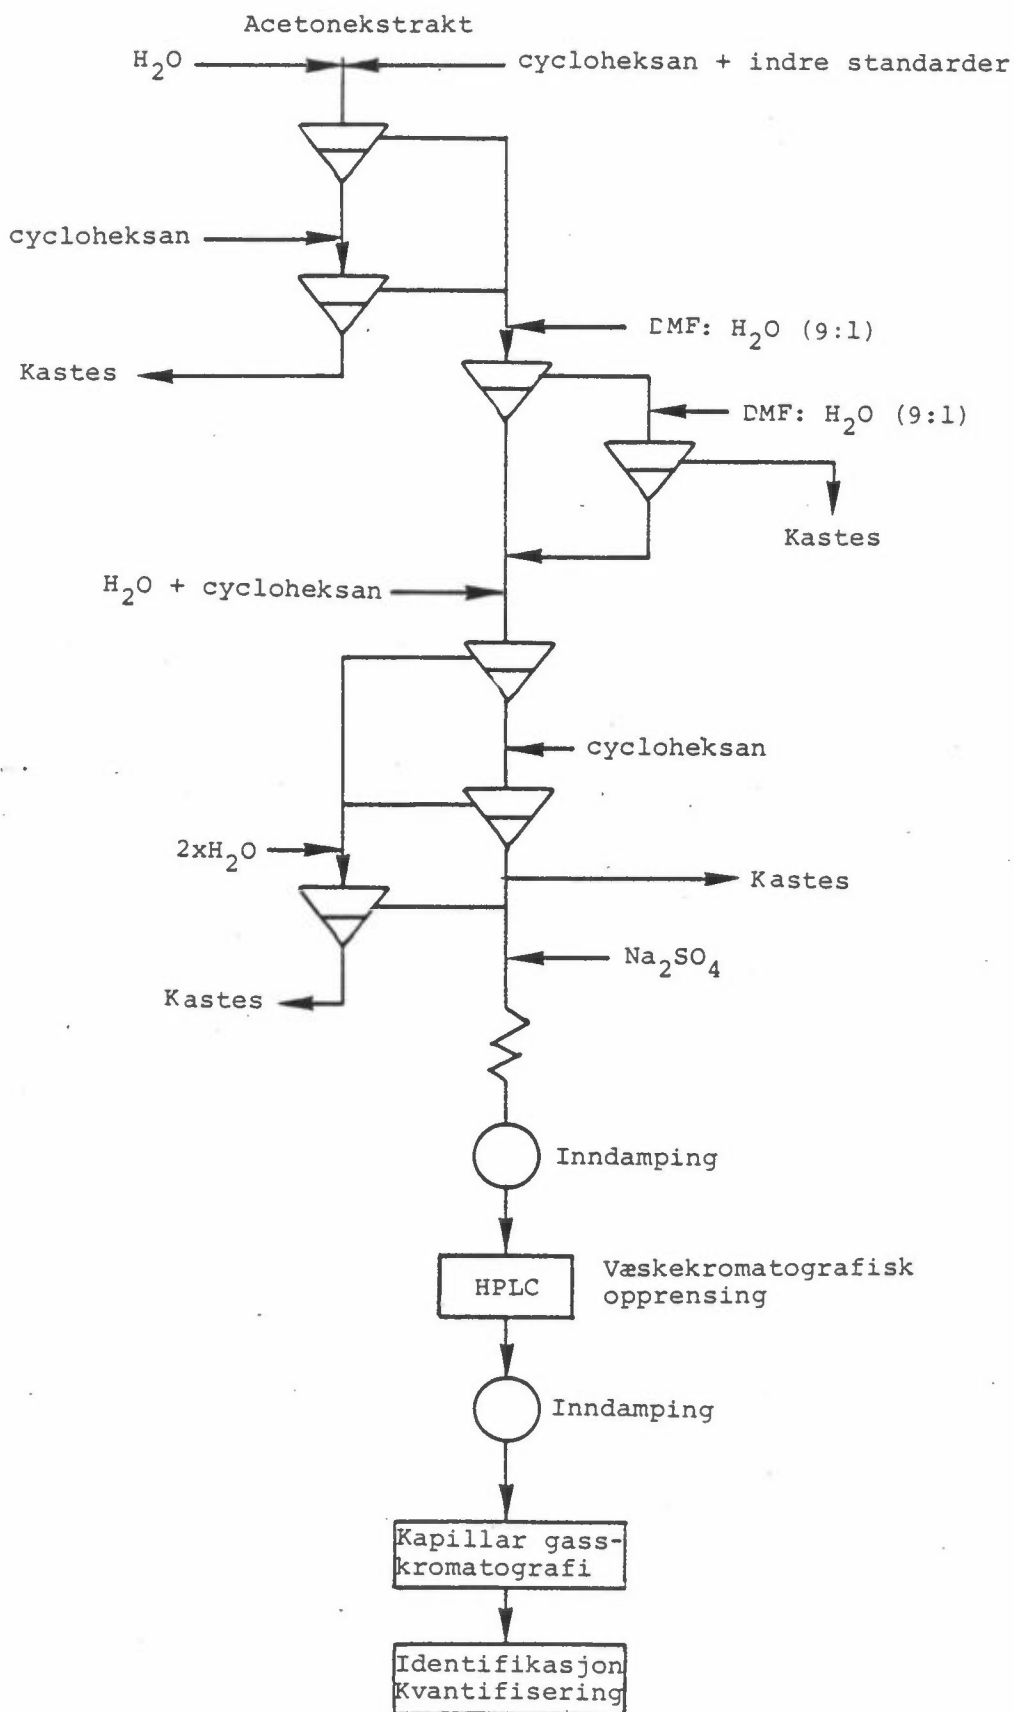 Acetonekstrakt
H₂O
cycloheksan + indre standarder
cycloheksan
DMF: H₂O (9:1)
Kastes
DMF: H₂O (9:1)
Kastes
H₂O + cycloheksan
cycloheksan
2xH₂O
Kastes
Na₂SO₄
Kastes
Inndamping
HPLC
Væskekromatografisk
opprensing
Inndamping
Kapillar gass-
kromatografi
Identifikasjon
Kvantifisering